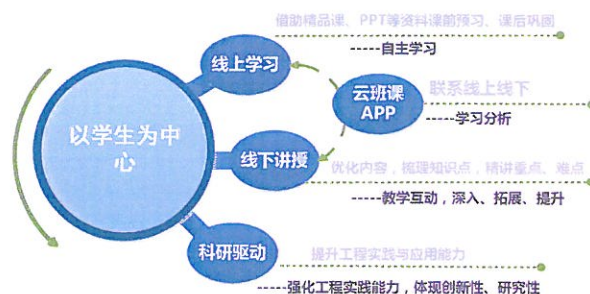 借助精品课、PPT等资料课前预习、课后巩固
线上学习
-----自主学习
云班课
APP
联系线上线下
-----学习分析
以学生为中
心
线下讲授
优化内容，梳理知识点，精讲重点、难点
-----教学互动，深入、拓展、提升
科研驱动
提升工程实践与应用能力
-----强化工程实践能力，体现创新性、研究性